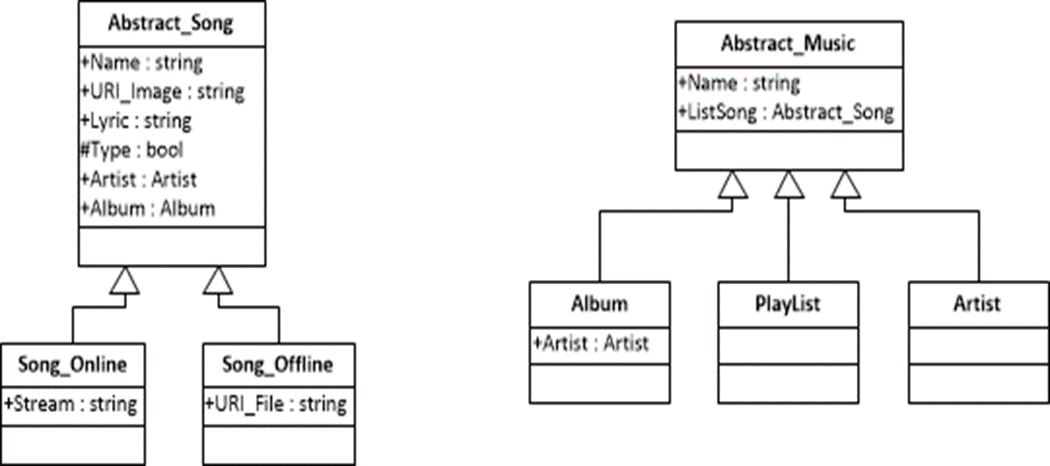 Abstract_Song
+Name : string
+URI_Image : string
+Lyric : string
#Type : bool
+Artist : Artist
+Album : Album
Song_Online
+Stream : string
Song_Offline
+URI_File : string
Abstract_Music
+Name : string
+ListSong : Abstract_Song
Album
+Artist : Artist
PlayList
Artist